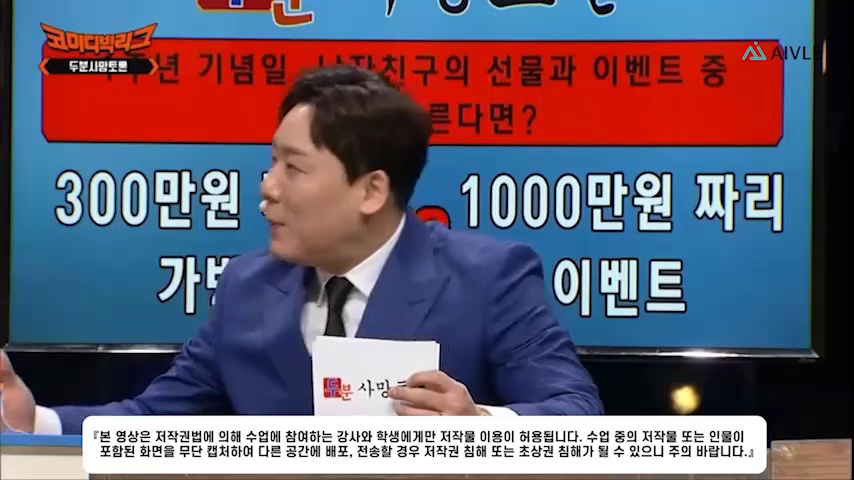 코미디빅리그
두분사망토론
AIVLE
기념일, 남자친구의 선물과 이벤트 중
른다면?
300만원
1000만원 짜리
이벤트
두분 사망
『본 영상은 저작권법에 의해 수업에 참여하는 강사와 학생에게만 저작물 이용이 허용됩니다. 수업 중의 저작물 또는 인물이
포함된 화면을 무단 캡처하여 다른 공간에 배포, 전송할 경우 저작권 침해 또는 초상권 침해가 될 수 있으니 주의 바랍니다.』